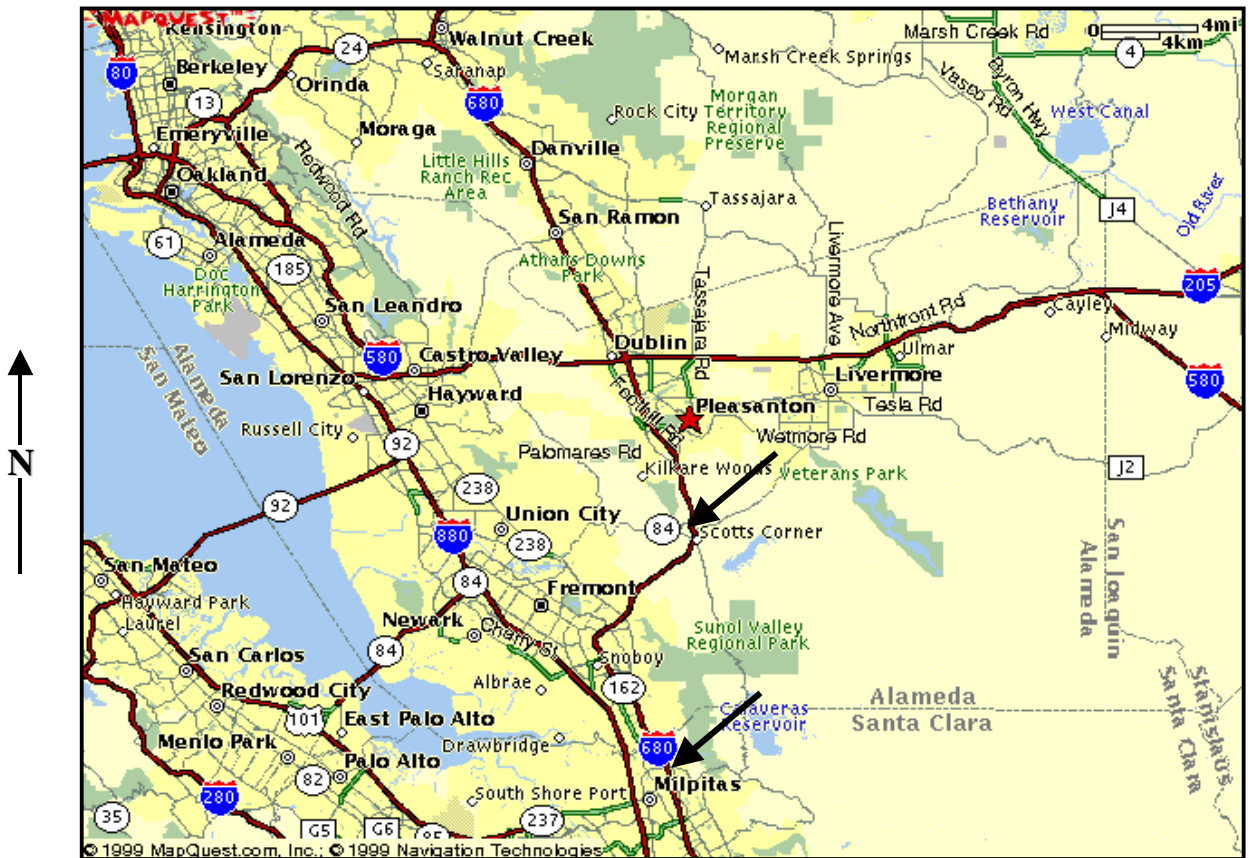 MAPQUEST™
Kensington
24
Walnut Creek
Saranap
Marsh Creek Rd
0 4mi
4km
4
Marsh Creek Springs
80
Berkeley
Orinda
13
680
Vasco Rd
Byron Hwy
Rock City
Morgan
Territory
Regional
Preserve
West Canal
Emeryville
Moraga
Redwood Rd
Little Hills
Ranch Rec
Area
Danville
Oakland
Tassajara
Bethany
Reservoir
J4
Old River
San Ramon
61
Alameda
185
Doc
Harrington
Park
Athans Downs
Park
Tassajara Rd
Livermore Ave
205
San Leandro
Northfront Rd
Cayley
Midway
Alameda
San Mateo
580
Castro Valley
Dublin
Ulmar
580
San Lorenzo
Hayward
Foothill Rd
Livermore
Pleasanton
Tesla Rd
Russell City
92
Palomares Rd
Wetmore Rd
N
Kilkare Woods
Veterans Park
J2
92
238
Union City
84
Scotts Corner
880
238
San Joaquin
Alameda
San Mateo
Hayward Park
Laurel
84
Fremont
Newark
Cherry St
Sunol Valley
Regional Park
San Carlos
84
Snoboy
Redwood City
Albrae
162
101
East Palo Alto
Calaveras
Reservoir
Alameda
Santa Clara
Stanislaus
Santa Clara
Menlo Park
Drawbridge
680
82
Palo Alto
Milpitas
280
South Shore Port
35
G5
G6
85
237
© 1999 MapQuest.com, Inc.; © 1999 Navigation Technologies